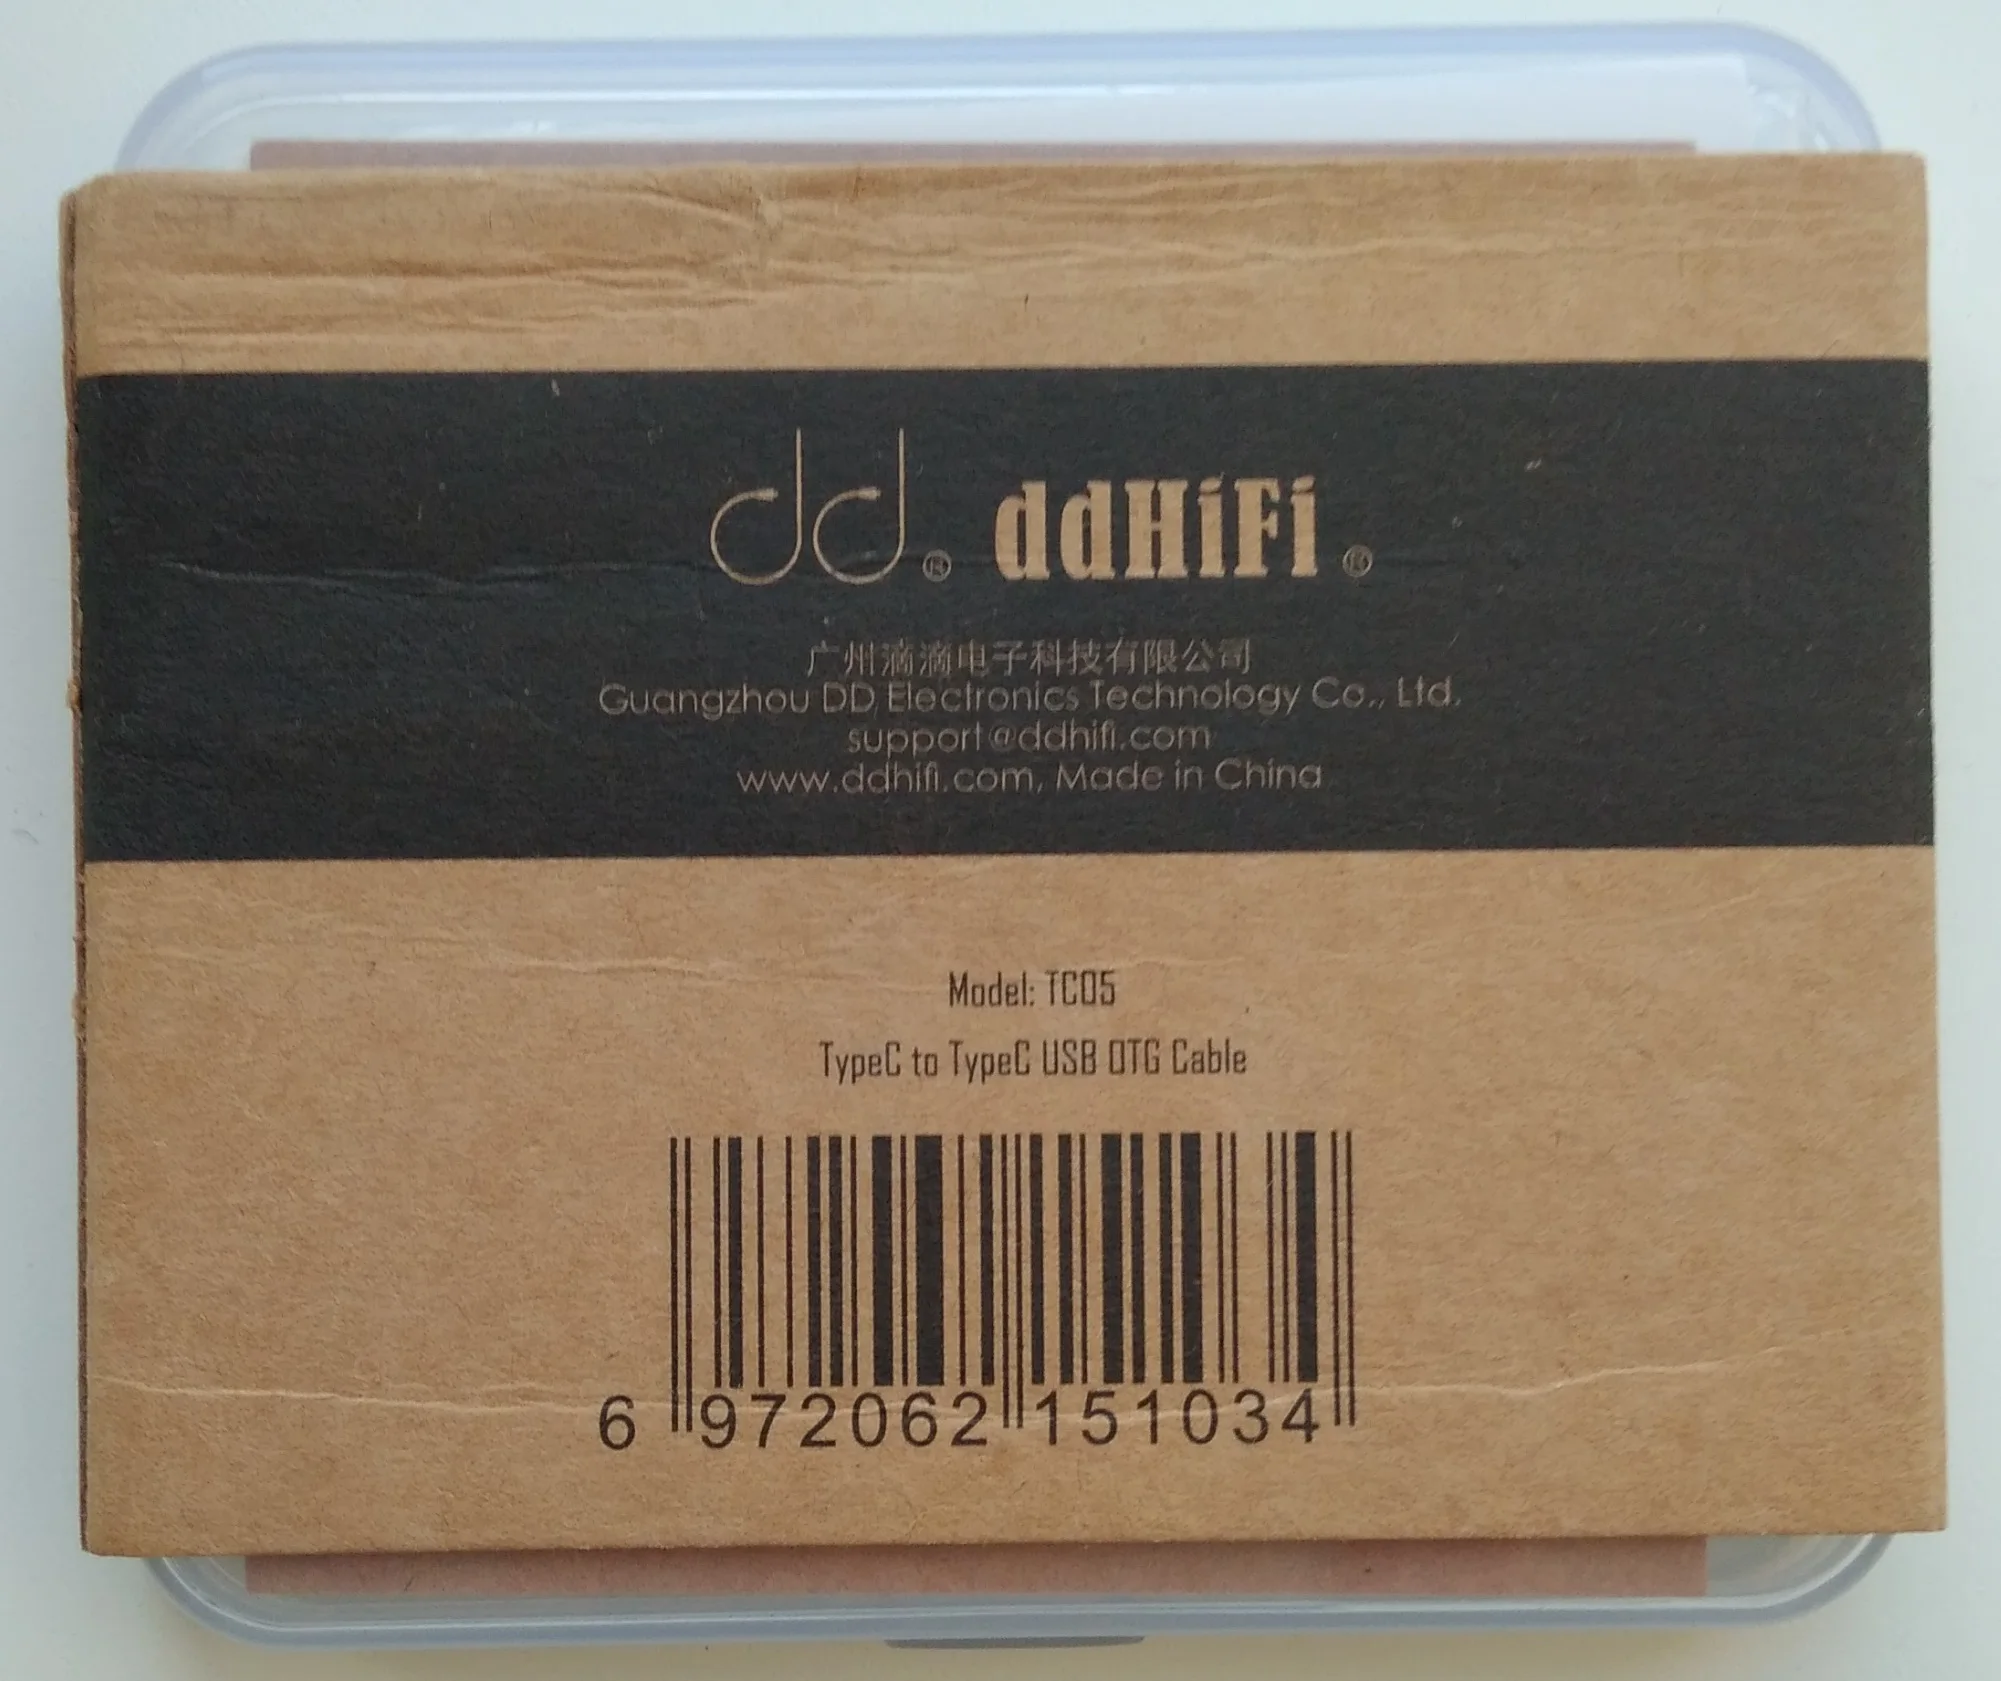 dd® ddHiFi®
广州滴滴电子科技有限公司
Guangzhou DD Electronics Technology Co., Ltd.
support@ddhifi.com
www.ddhifi.com, Made in China
Model: TC05
TypeC to TypeC USB OTG Cable
6 972062 151034